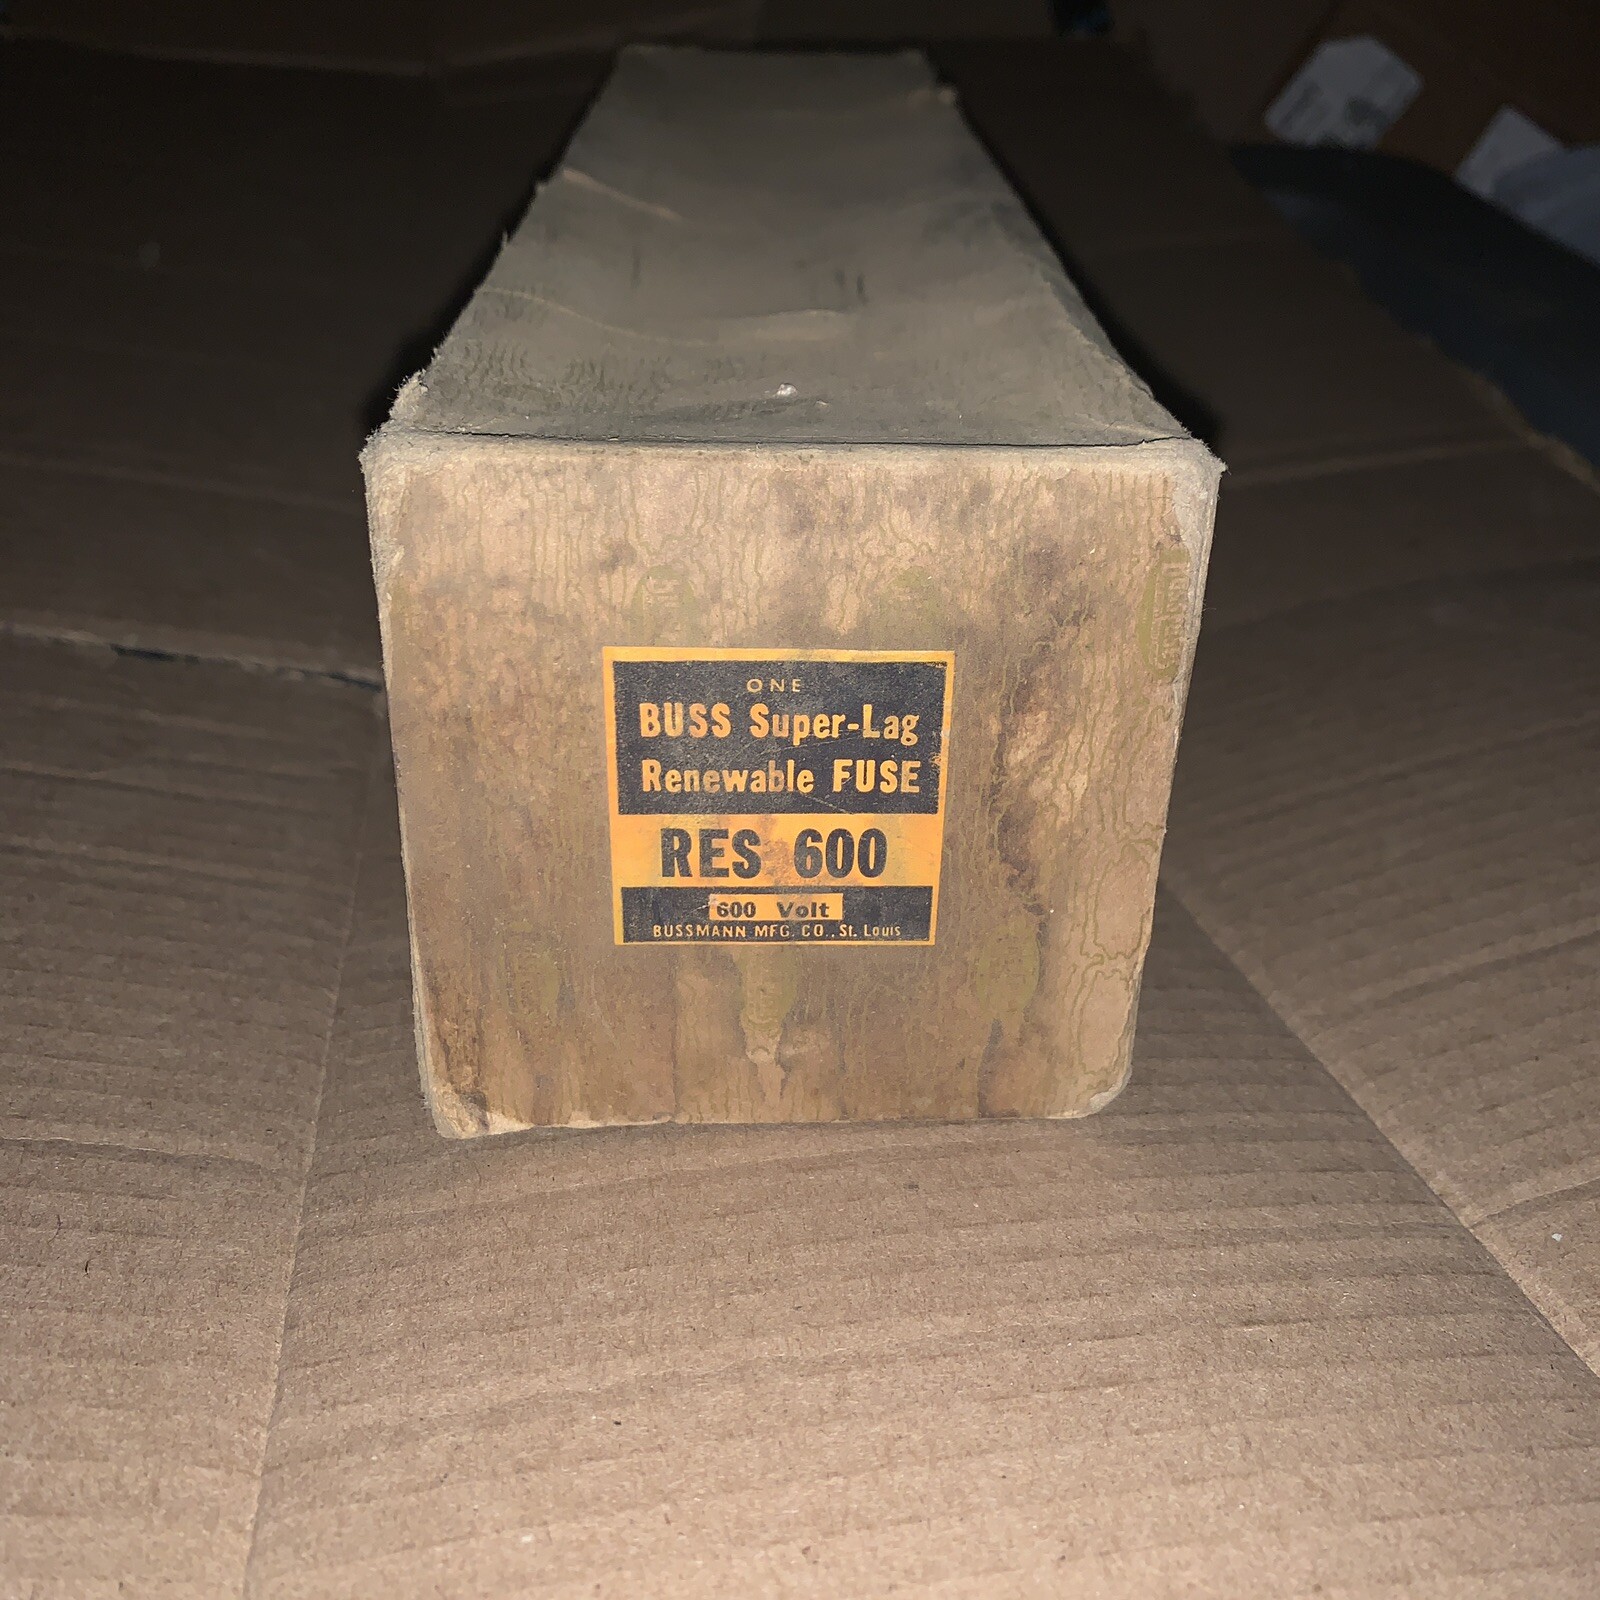 ONE
BUSS Super-Lag
Renewable FUSE
RES 600
600 Volt
BUSSMANN MFG. CO., St. Louis